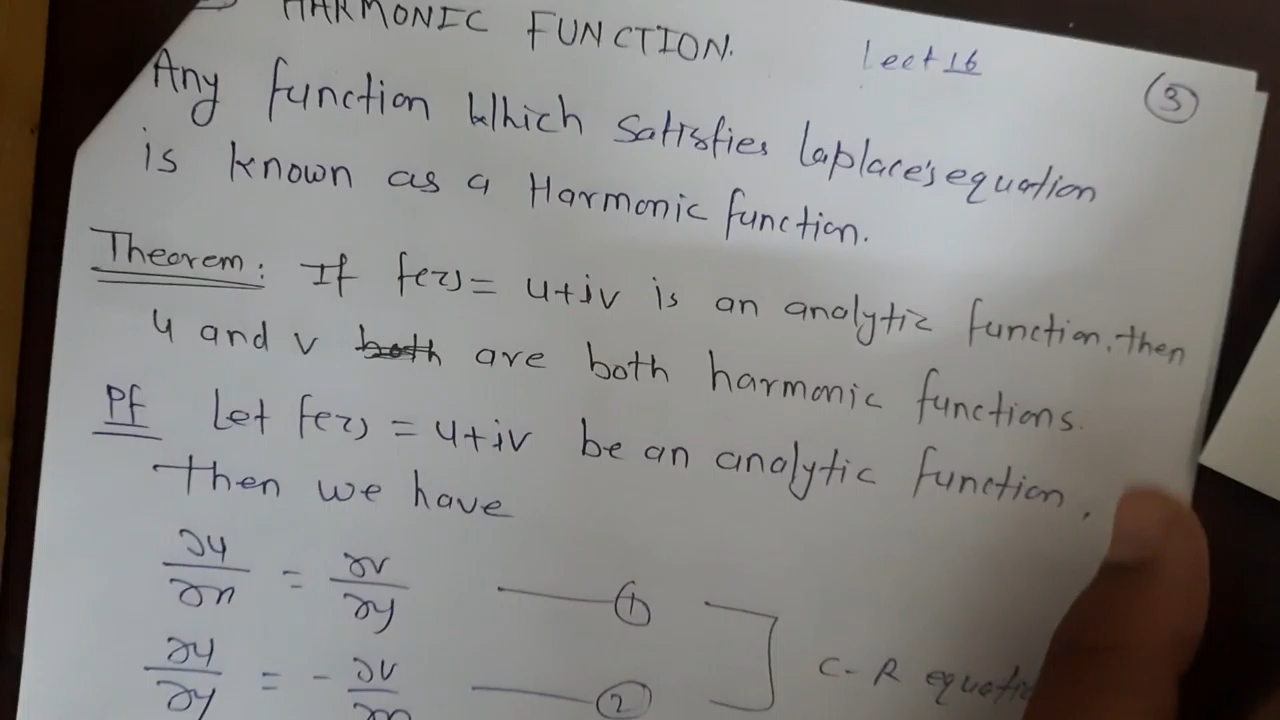 HARMONIC FUNCTION.
Lect 16
3
Any function Which satisfies laplace's equation
is known as a Harmonic function.
Theorem: If f(z) = u+iv is an analytic function, then
u and v both are both harmonic functions.
Pf Let f(z) = u+iv be an analytic function.
Then we have
∂u/∂x = ∂v/∂y ——— 1
∂u/∂y = - ∂v/∂x ——— 2
C-R